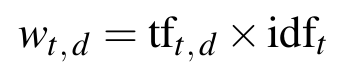 w_{t,d} = tf_{t,d} × idf_t